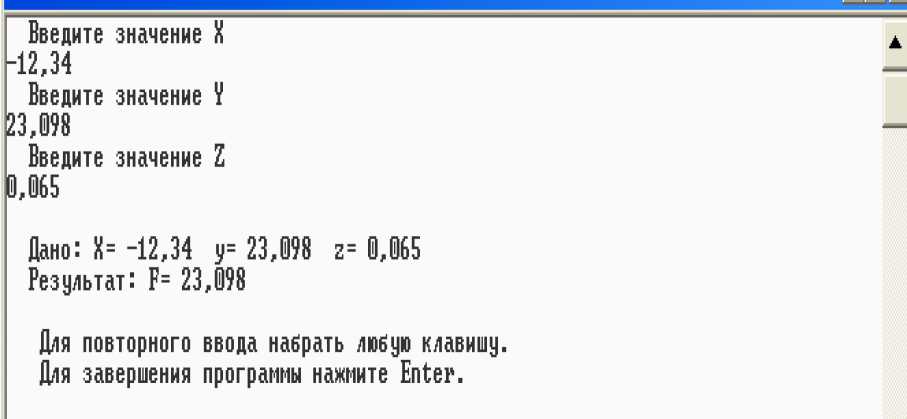 Введите значение X
-12,34
Введите значение Y
23,098
Введите значение Z
0,065
Дано: X= -12,34 y= 23,098 z= 0,065
Результат: F= 23,098
Для повторного ввода набрать любую клавишу.
Для завершения программы нажмите Enter.